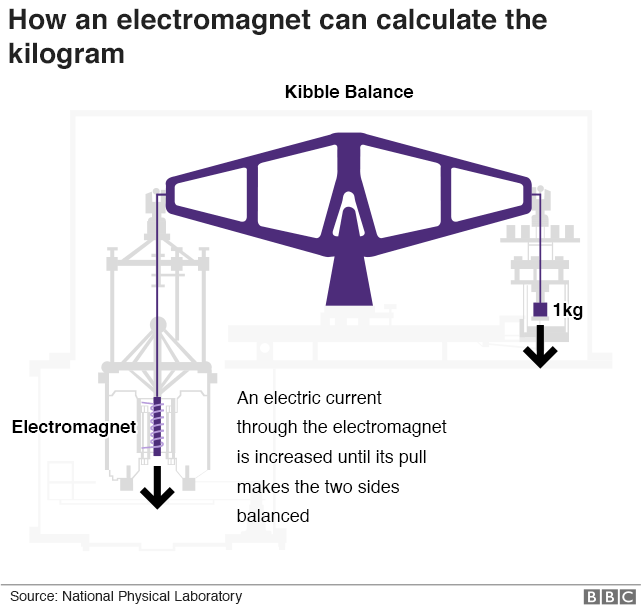 How an electromagnet can calculate the
kilogram
Kibble Balance
1kg
Electromagnet
An electric current
through the electromagnet
is increased until its pull
makes the two sides
balanced
Source: National Physical Laboratory
BBC